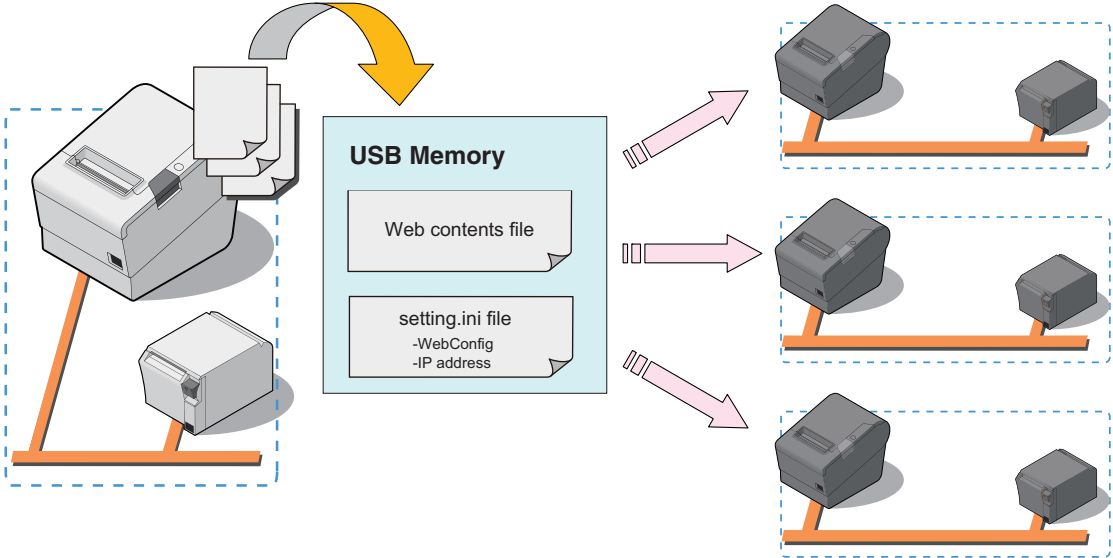 USB Memory
Web contents file
setting.ini file
-WebConfig
-IP address